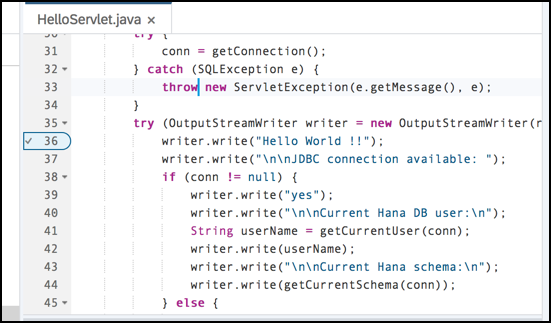 HelloServlet.java ×
30 try {
31 conn = getConnection();
32 } catch (SQLException e) {
33 throw new ServletException(e.getMessage(), e);
34 }
35 try (OutputStreamWriter writer = new OutputStreamWriter(r
36 writer.write("Hello World !!");
37 writer.write("\n\nJDBC connection available: ");
38 if (conn != null) {
39 writer.write("yes");
40 writer.write("\n\nCurrent Hana DB user:\n");
41 String userName = getCurrentUser(conn);
42 writer.write(userName);
43 writer.write("\n\nCurrent Hana schema:\n");
44 writer.write(getCurrentSchema(conn));
45 } else {